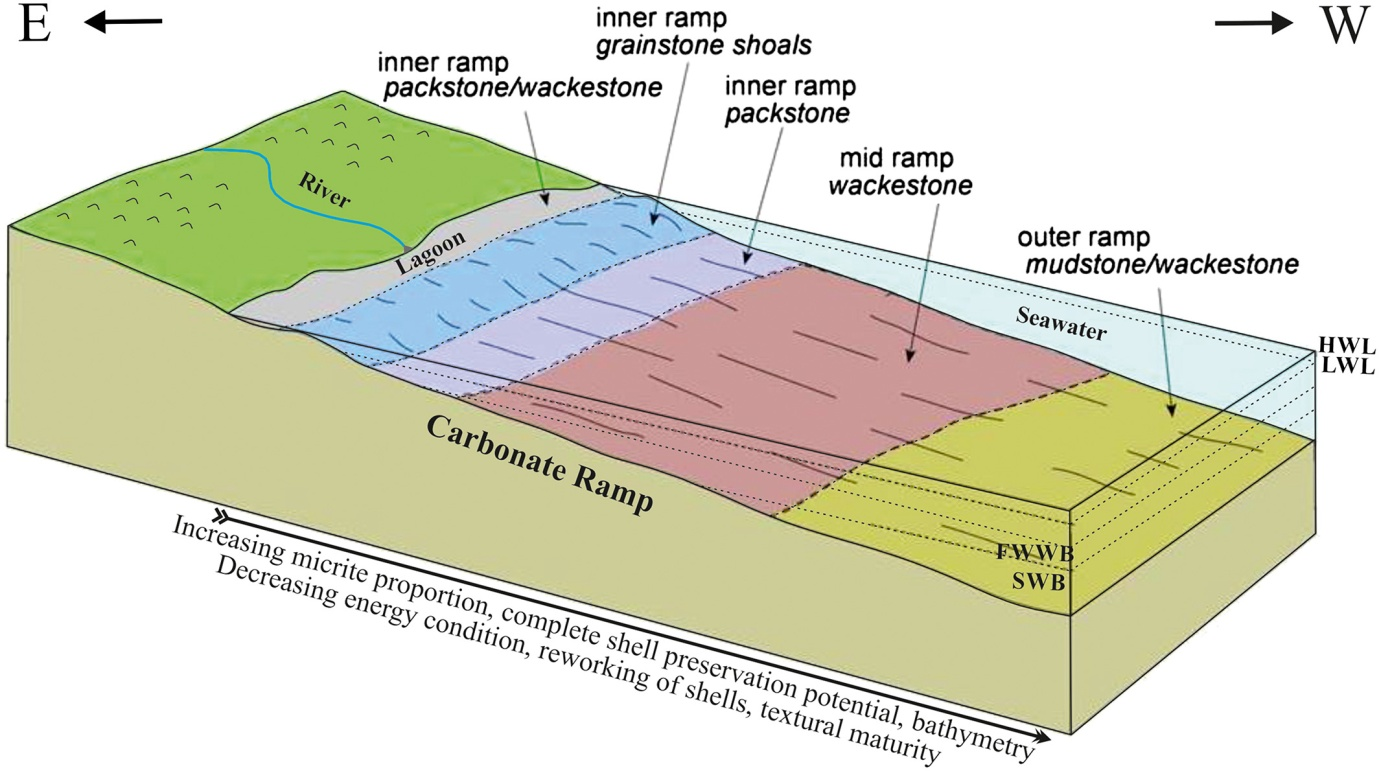 E
W
inner ramp
grainstone shoals
inner ramp
packstone/wackestone
inner ramp
packstone
mid ramp
wackestone
outer ramp
mudstone/wackestone
River
Lagoon
Seawater
HWL
LWL
Carbonate Ramp
FWWB
SWB
Increasing micrite proportion, complete shell preservation potential, bathymetry
Decreasing energy condition, reworking of shells, textural maturity